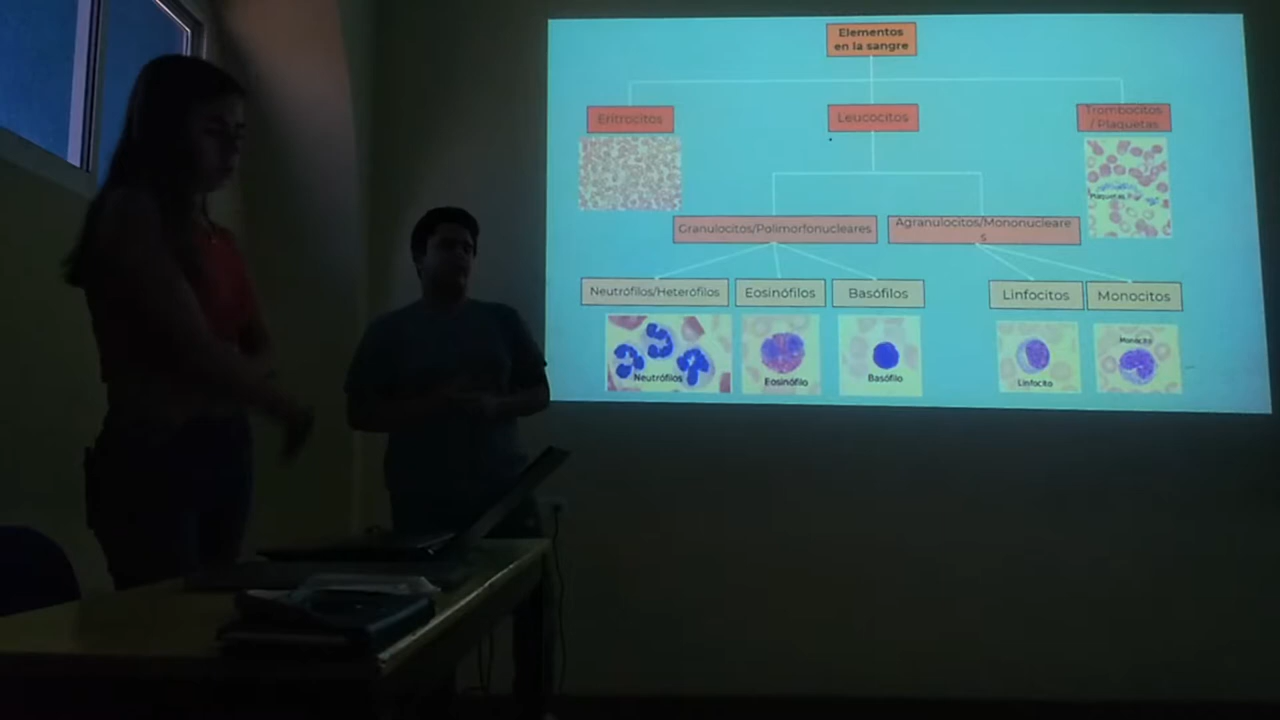 Elementos
en la sangre
Eritrocitos
Leucocitos
Trombocitos
/ Plaquetas
Plaquetas
Granulocitos/Polimorfonucleares
Agranulocitos/Mononucleare
s
Neutrófilos/Heterófilos
Eosinófilos
Basófilos
Linfocitos
Monocitos
Neutrófilos
Eosinófilo
Basófilo
Linfocito
Monocito